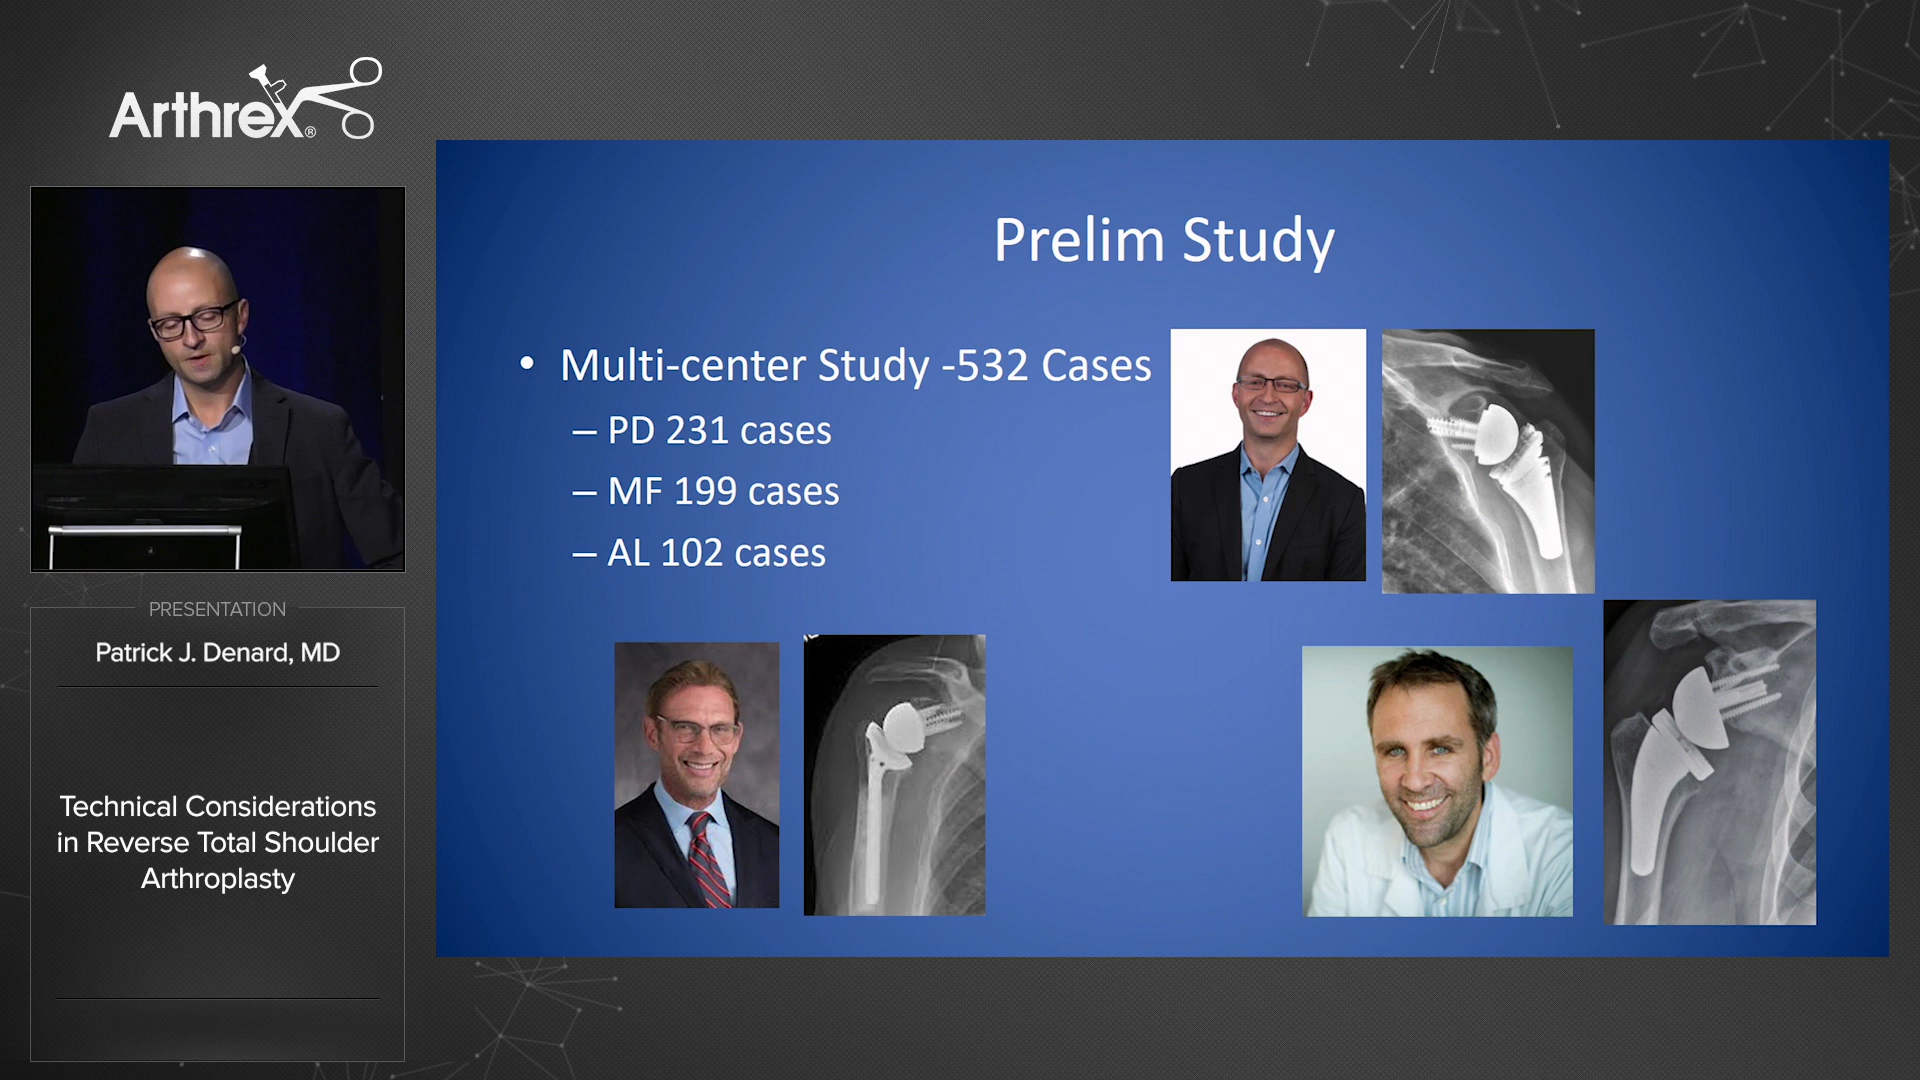 Arthrex®
PRESENTATION
Patrick J. Denard, MD
Technical Considerations
in Reverse Total Shoulder
Arthroplasty
Prelim Study
• Multi-center Study -532 Cases
– PD 231 cases
– MF 199 cases
– AL 102 cases